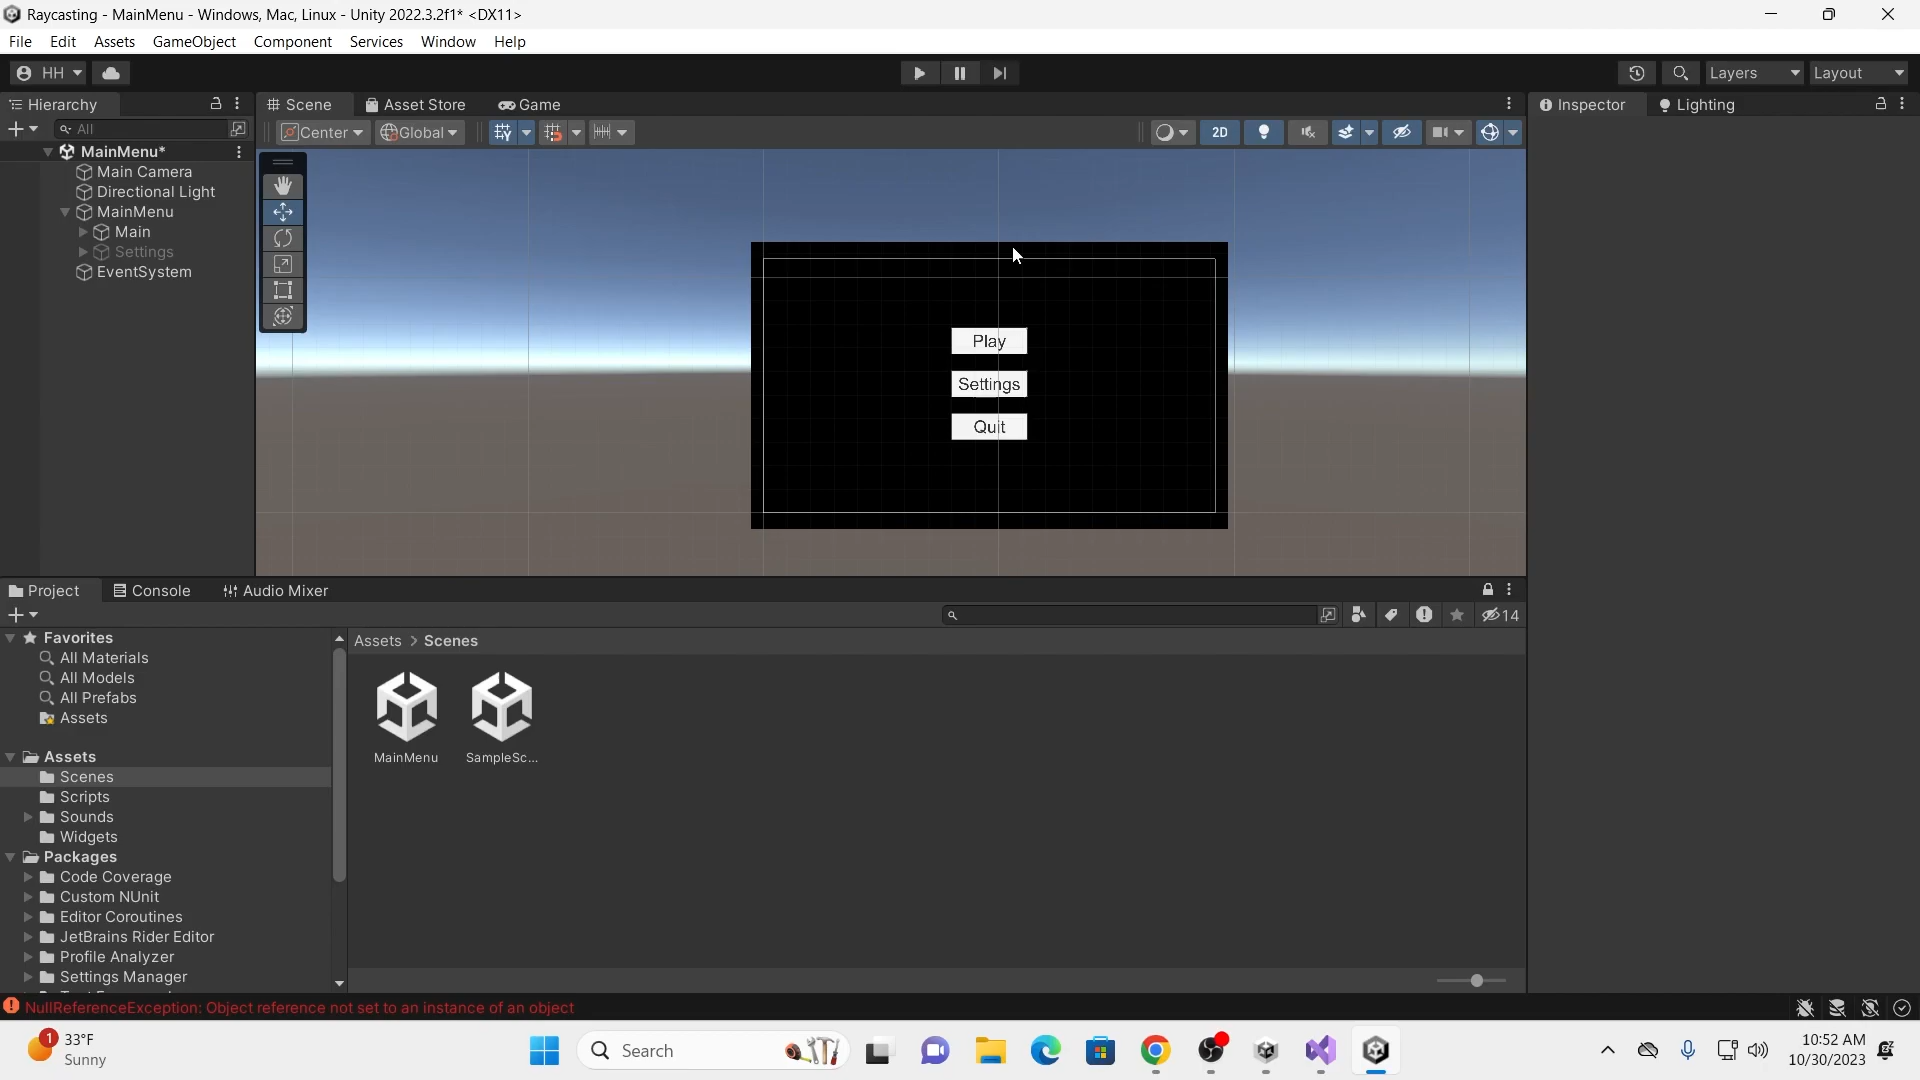 Raycasting - MainMenu - Windows, Mac, Linux - Unity 2022.3.2f1* <DX11>
File Edit Assets GameObject Component Services Window Help
HH Layers Layout
Hierarchy Scene Asset Store Game Inspector Lighting
All Center Global 2D
MainMenu*
Main Camera
Directional Light
MainMenu
Main
Settings
EventSystem
Play
Settings
Quit
Project Console Audio Mixer
14
Favorites
All Materials
All Models
All Prefabs
Assets
Assets
Scenes
Scripts
Sounds
Widgets
Packages
Code Coverage
Custom NUnit
Editor Coroutines
JetBrains Rider Editor
Profile Analyzer
Settings Manager
Assets > Scenes
MainMenu SampleSc...
NullReferenceException: Object reference not set to an instance of an object
1 33°F
Sunny
Search
10:52 AM
10/30/2023